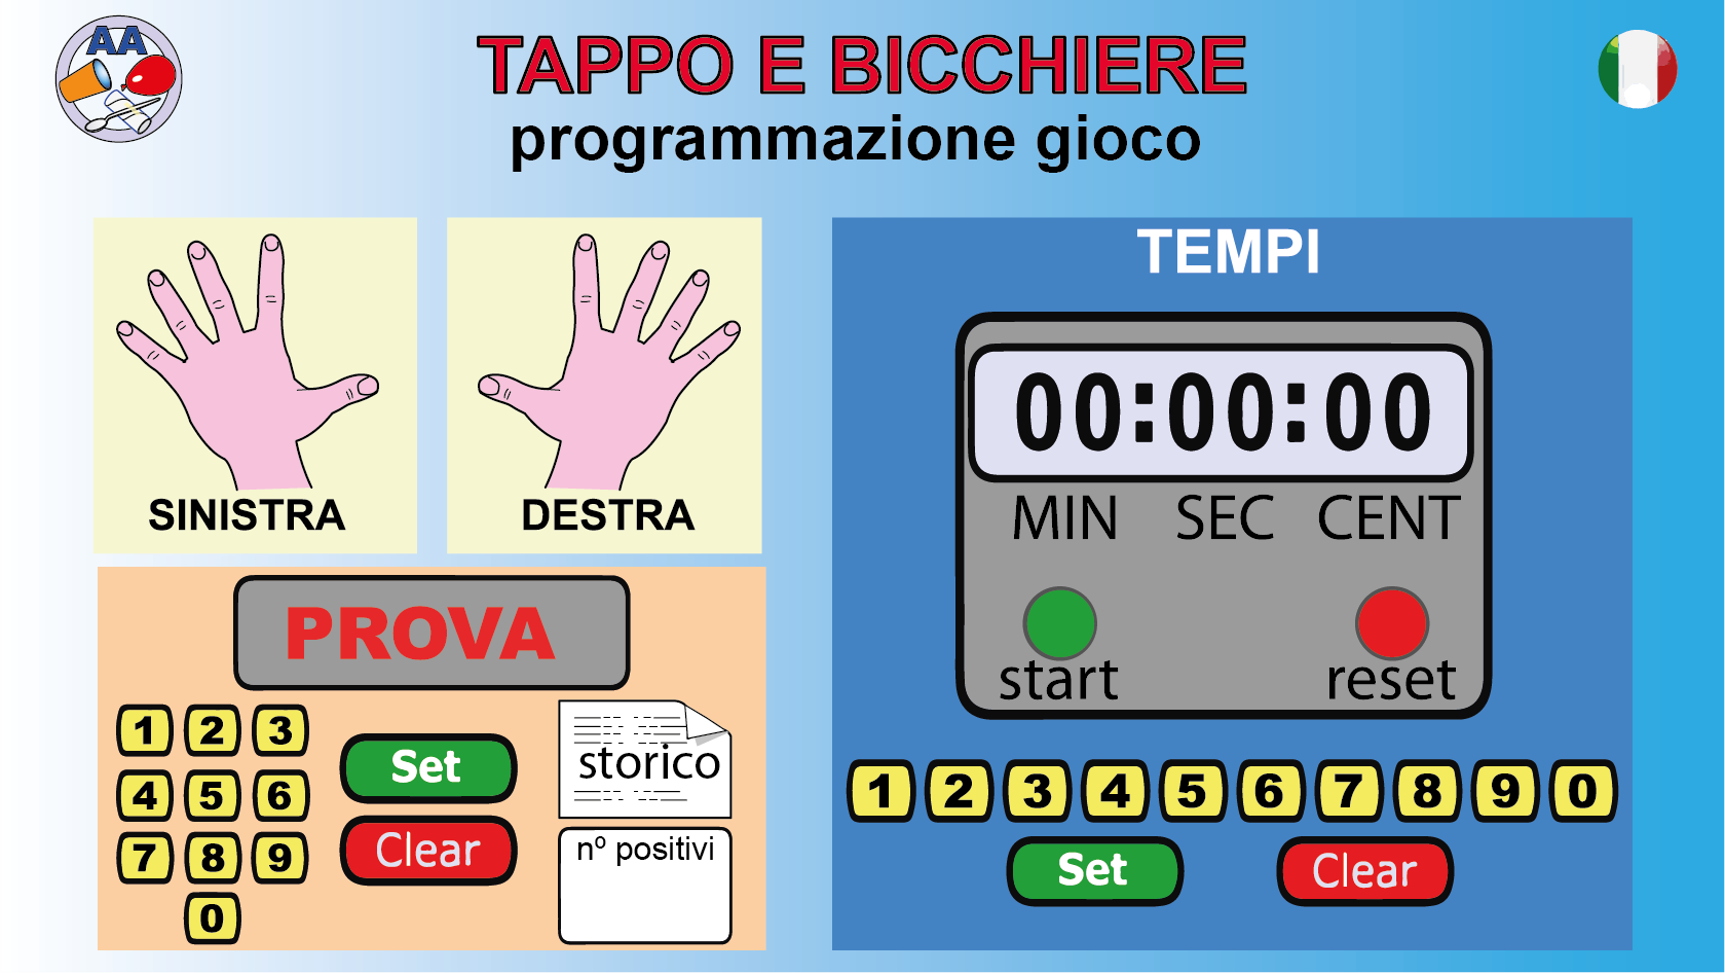 AA
TAPPO E BICCHIERE
programmazione gioco
SINISTRA
DESTRA
PROVA
1 2 3
4 5 6
7 8 9
0
Set
Clear
storico
nº positivi
TEMPI
00:00:00
MIN SEC CENT
start reset
1 2 3 4 5 6 7 8 9 0
Set Clear